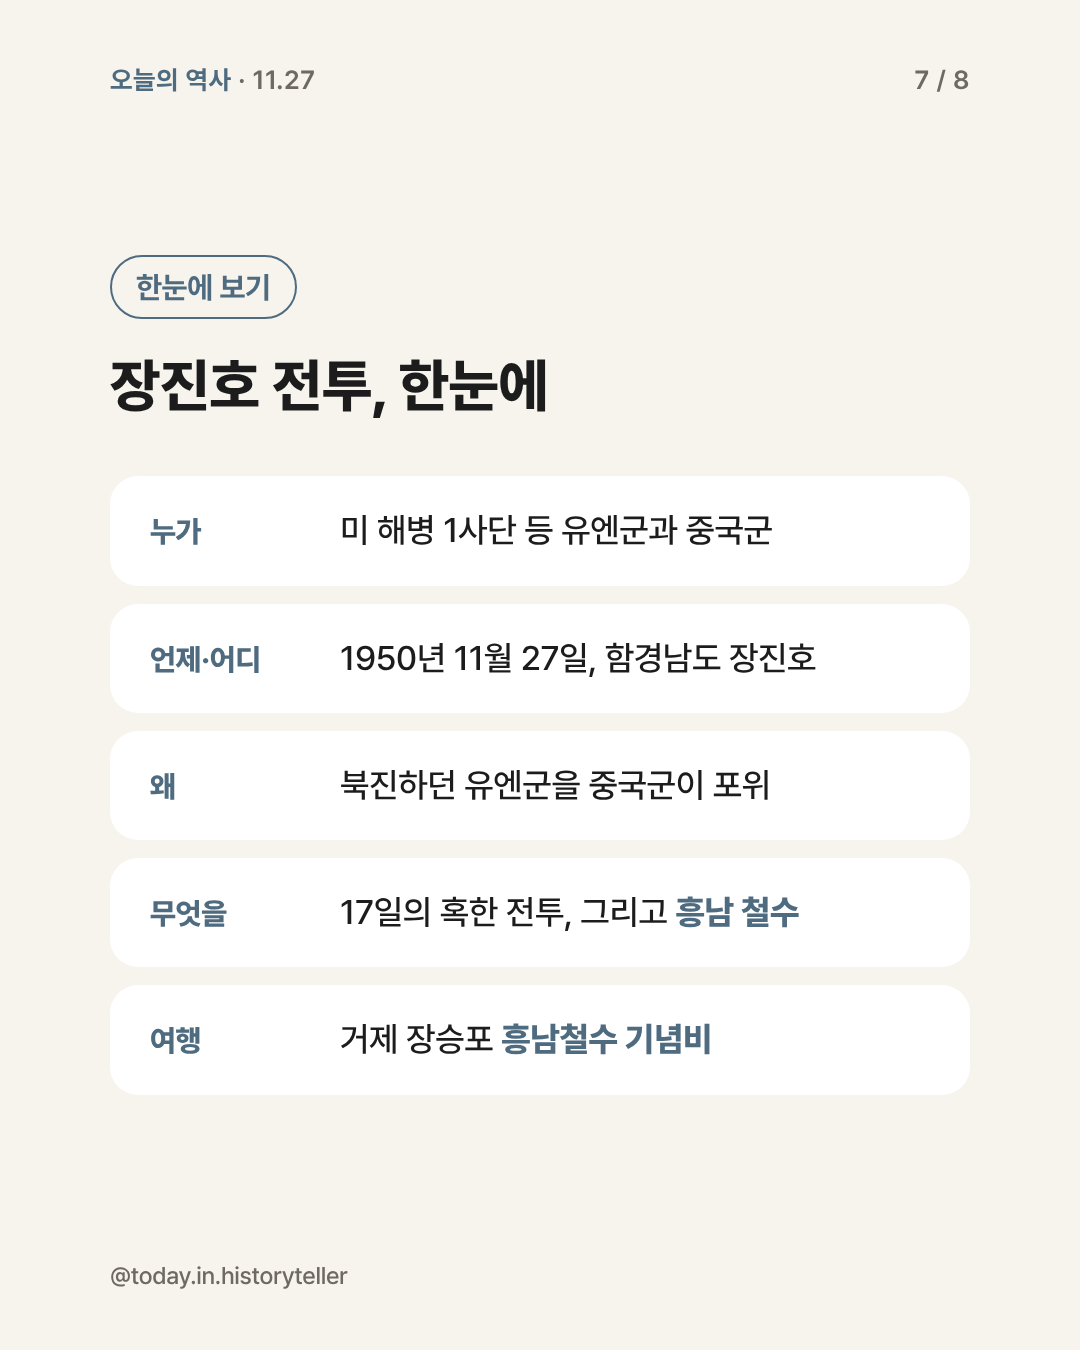 오늘의 역사 · 11.27
7 / 8
한눈에 보기
장진호 전투, 한눈에
누가 미 해병 1사단 등 유엔군과 중국군
언제·어디 1950년 11월 27일, 함경남도 장진호
왜 북진하던 유엔군을 중국군이 포위
무엇을 17일의 혹한 전투, 그리고 흥남 철수
여행 거제 장승포 흥남철수 기념비
@today.in.historyteller